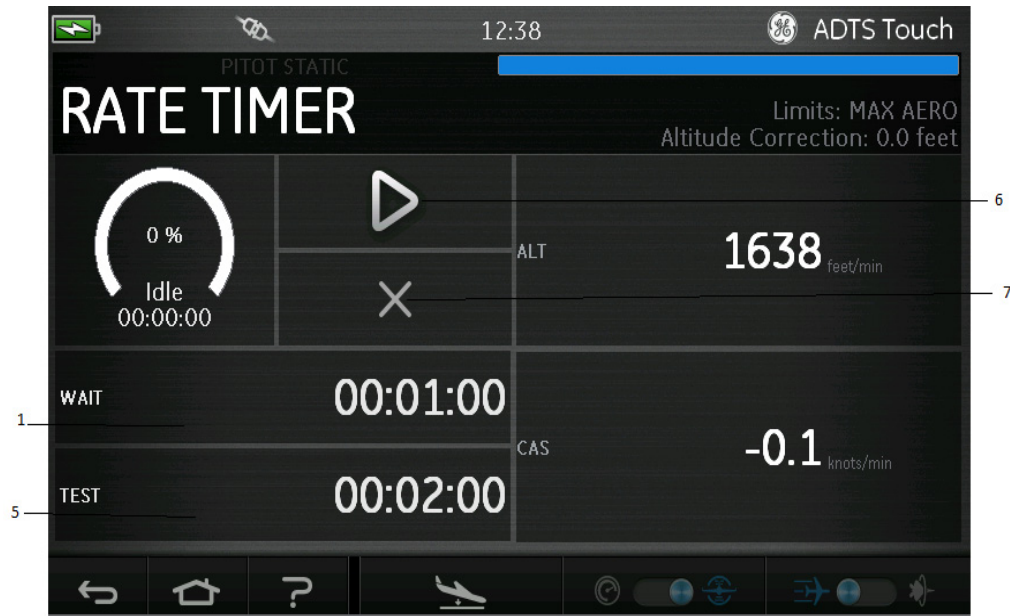 12:38
ADTS Touch
PITOT STATIC
RATE TIMER
Limits: MAX AERO
Altitude Correction: 0.0 feet
0 %
Idle
00:00:00
6
ALT
1638 feet/min
7
WAIT
00:01:00
1
CAS
-0.1 knots/min
TEST
00:02:00
5
?